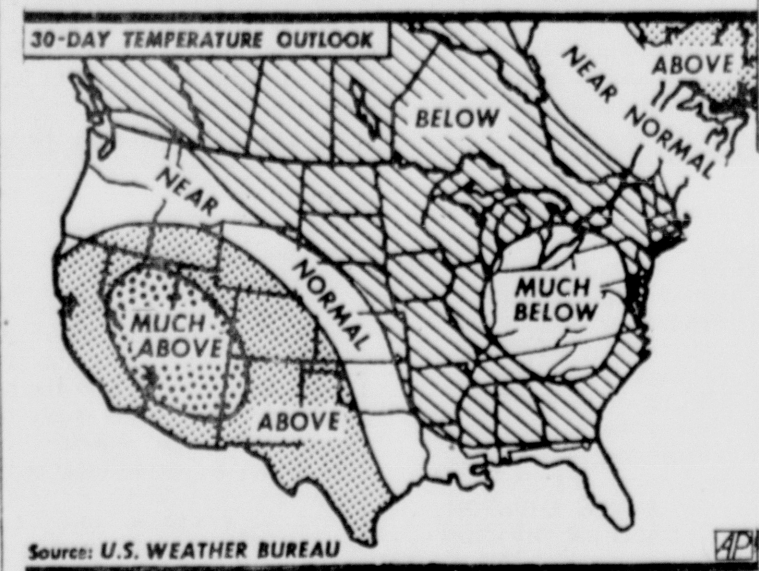 30-DAY TEMPERATURE OUTLOOK
ABOVE
NEAR NORMAL
BELOW
NEAR
NORMAL
MUCH
BELOW
MUCH
ABOVE
ABOVE
Source: U.S. WEATHER BUREAU
AP